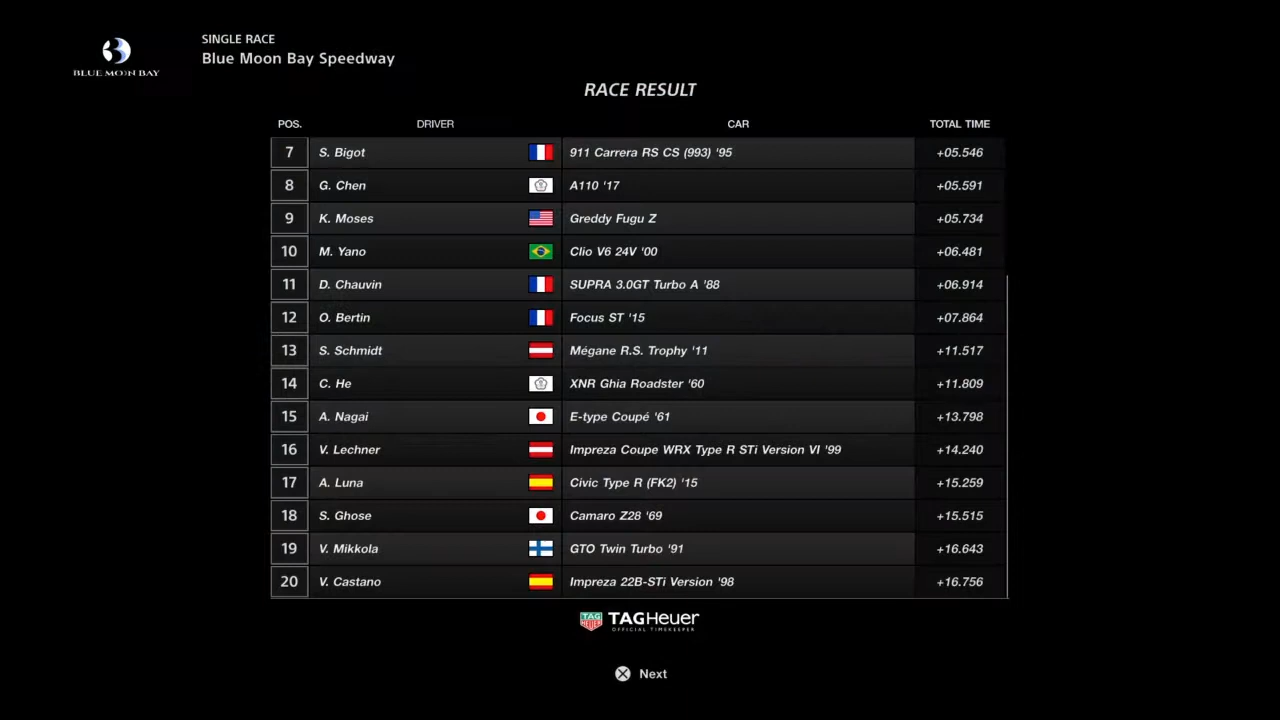 SINGLE RACE
Blue Moon Bay Speedway
BLUE MOON BAY
RACE RESULT
POS. DRIVER CAR TOTAL TIME
7 S. Bigot 911 Carrera RS CS (993) '95 +05.546
8 G. Chen A110 '17 +05.591
9 K. Moses Greddy Fugu Z +05.734
10 M. Yano Clio V6 24V '00 +06.481
11 D. Chauvin SUPRA 3.0GT Turbo A '88 +06.914
12 O. Bertin Focus ST '15 +07.864
13 S. Schmidt Mégane R.S. Trophy '11 +11.517
14 C. He XNR Ghia Roadster '60 +11.809
15 A. Nagai E-type Coupé '61 +13.798
16 V. Lechner Impreza Coupe WRX Type R STi Version VI '99 +14.240
17 A. Luna Civic Type R (FK2) '15 +15.259
18 S. Ghose Camaro Z28 '69 +15.515
19 V. Mikkola GTO Twin Turbo '91 +16.643
20 V. Castano Impreza 22B-STi Version '98 +16.756
TAG HEUER TAGHeuer
OFFICIAL TIMEKEEPER
Next